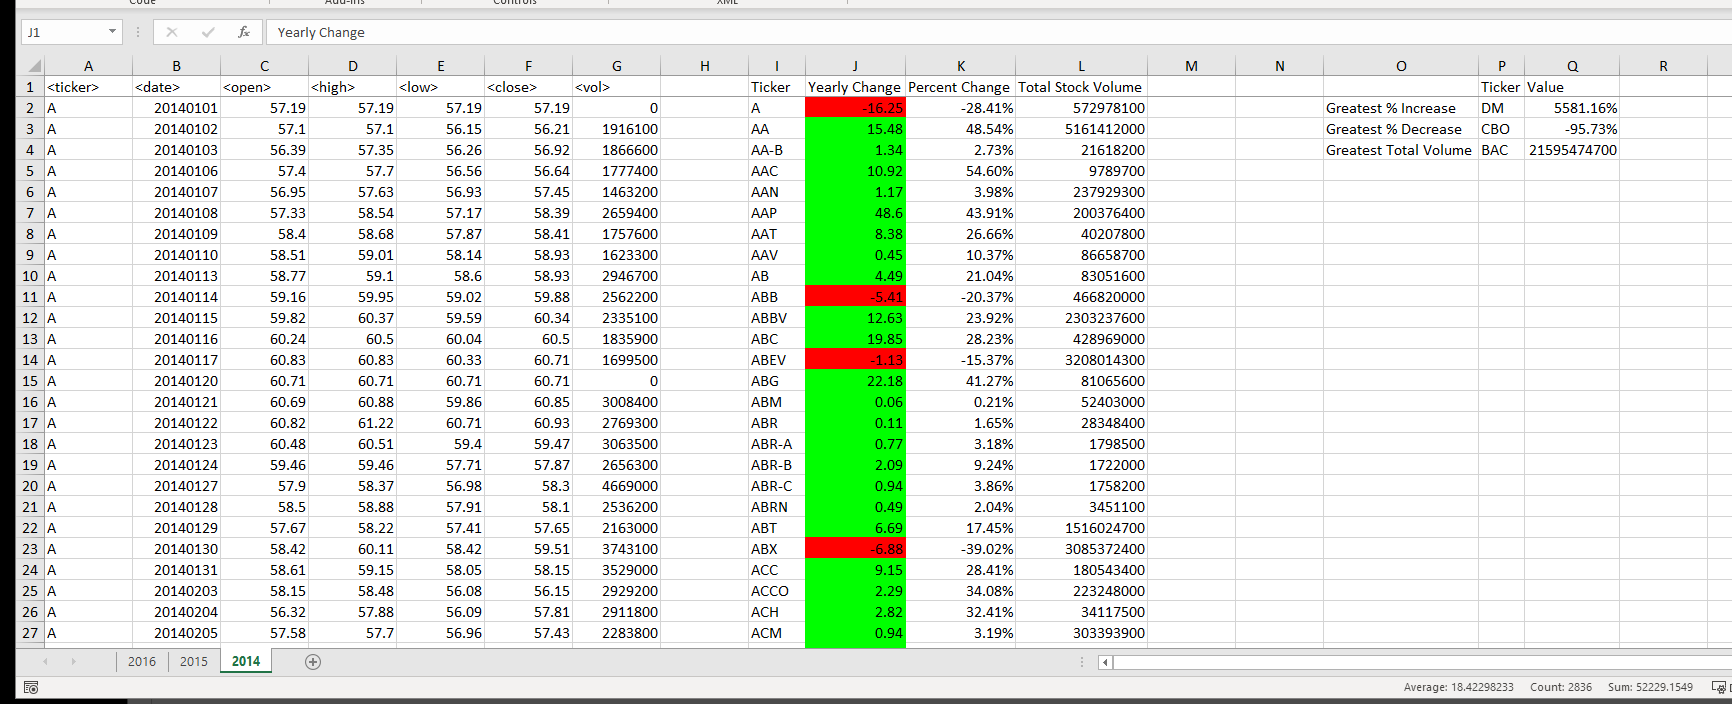 Code Add-ins Controls XML
J1 fx Yearly Change
A B C D E F G H I J K L M N O P Q R
1 <ticker> <date> <open> <high> <low> <close> <vol> Ticker Yearly Change Percent Change Total Stock Volume Ticker Value
2 A 20140101 57.19 57.19 57.19 57.19 0 A -16.25 -28.41% 572978100 Greatest % Increase DM 5581.16%
3 A 20140102 57.1 57.1 56.15 56.21 1916100 AA 15.48 48.54% 5161412000 Greatest % Decrease CBO -95.73%
4 A 20140103 56.39 57.35 56.26 56.92 1866600 AA-B 1.34 2.73% 21618200 Greatest Total Volume BAC 21595474700
5 A 20140106 57.4 57.7 56.56 56.64 1777400 AAC 10.92 54.60% 9789700
6 A 20140107 56.95 57.63 56.93 57.45 1463200 AAN 1.17 3.98% 237929300
7 A 20140108 57.33 58.54 57.17 58.39 2659400 AAP 48.6 43.91% 200376400
8 A 20140109 58.4 58.68 57.87 58.41 1757600 AAT 8.38 26.66% 40207800
9 A 20140110 58.51 59.01 58.14 58.93 1623300 AAV 0.45 10.37% 86658700
10 A 20140113 58.77 59.1 58.6 58.93 2946700 AB 4.49 21.04% 83051600
11 A 20140114 59.16 59.95 59.02 59.88 2562200 ABB -5.41 -20.37% 466820000
12 A 20140115 59.82 60.37 59.59 60.34 2335100 ABBV 12.63 23.92% 2303237600
13 A 20140116 60.24 60.5 60.04 60.5 1835900 ABC 19.85 28.23% 428969000
14 A 20140117 60.83 60.83 60.33 60.71 1699500 ABEV -1.13 -15.37% 3208014300
15 A 20140120 60.71 60.71 60.71 60.71 0 ABG 22.18 41.27% 81065600
16 A 20140121 60.69 60.88 59.86 60.85 3008400 ABM 0.06 0.21% 52403000
17 A 20140122 60.82 61.22 60.71 60.93 2769300 ABR 0.11 1.65% 28348400
18 A 20140123 60.48 60.51 59.4 59.47 3063500 ABR-A 0.77 3.18% 1798500
19 A 20140124 59.46 59.46 57.71 57.87 2656300 ABR-B 2.09 9.24% 1722000
20 A 20140127 57.9 58.37 56.98 58.3 4669000 ABR-C 0.94 3.86% 1758200
21 A 20140128 58.5 58.88 57.91 58.1 2536200 ABRN 0.49 2.04% 3451100
22 A 20140129 57.67 58.22 57.41 57.65 2163000 ABT 6.69 17.45% 1516024700
23 A 20140130 58.42 60.11 58.42 59.51 3743100 ABX -6.88 -39.02% 3085372400
24 A 20140131 58.61 59.15 58.05 58.15 3529000 ACC 9.15 28.41% 180543400
25 A 20140203 58.15 58.48 56.08 56.15 2929200 ACCO 2.29 34.08% 223248000
26 A 20140204 56.32 57.88 56.09 57.81 2911800 ACH 2.82 32.41% 34117500
27 A 20140205 57.58 57.7 56.96 57.43 2283800 ACM 0.94 3.19% 303393900
2016 2015 2014
Average: 18.42298233 Count: 2836 Sum: 52229.1549